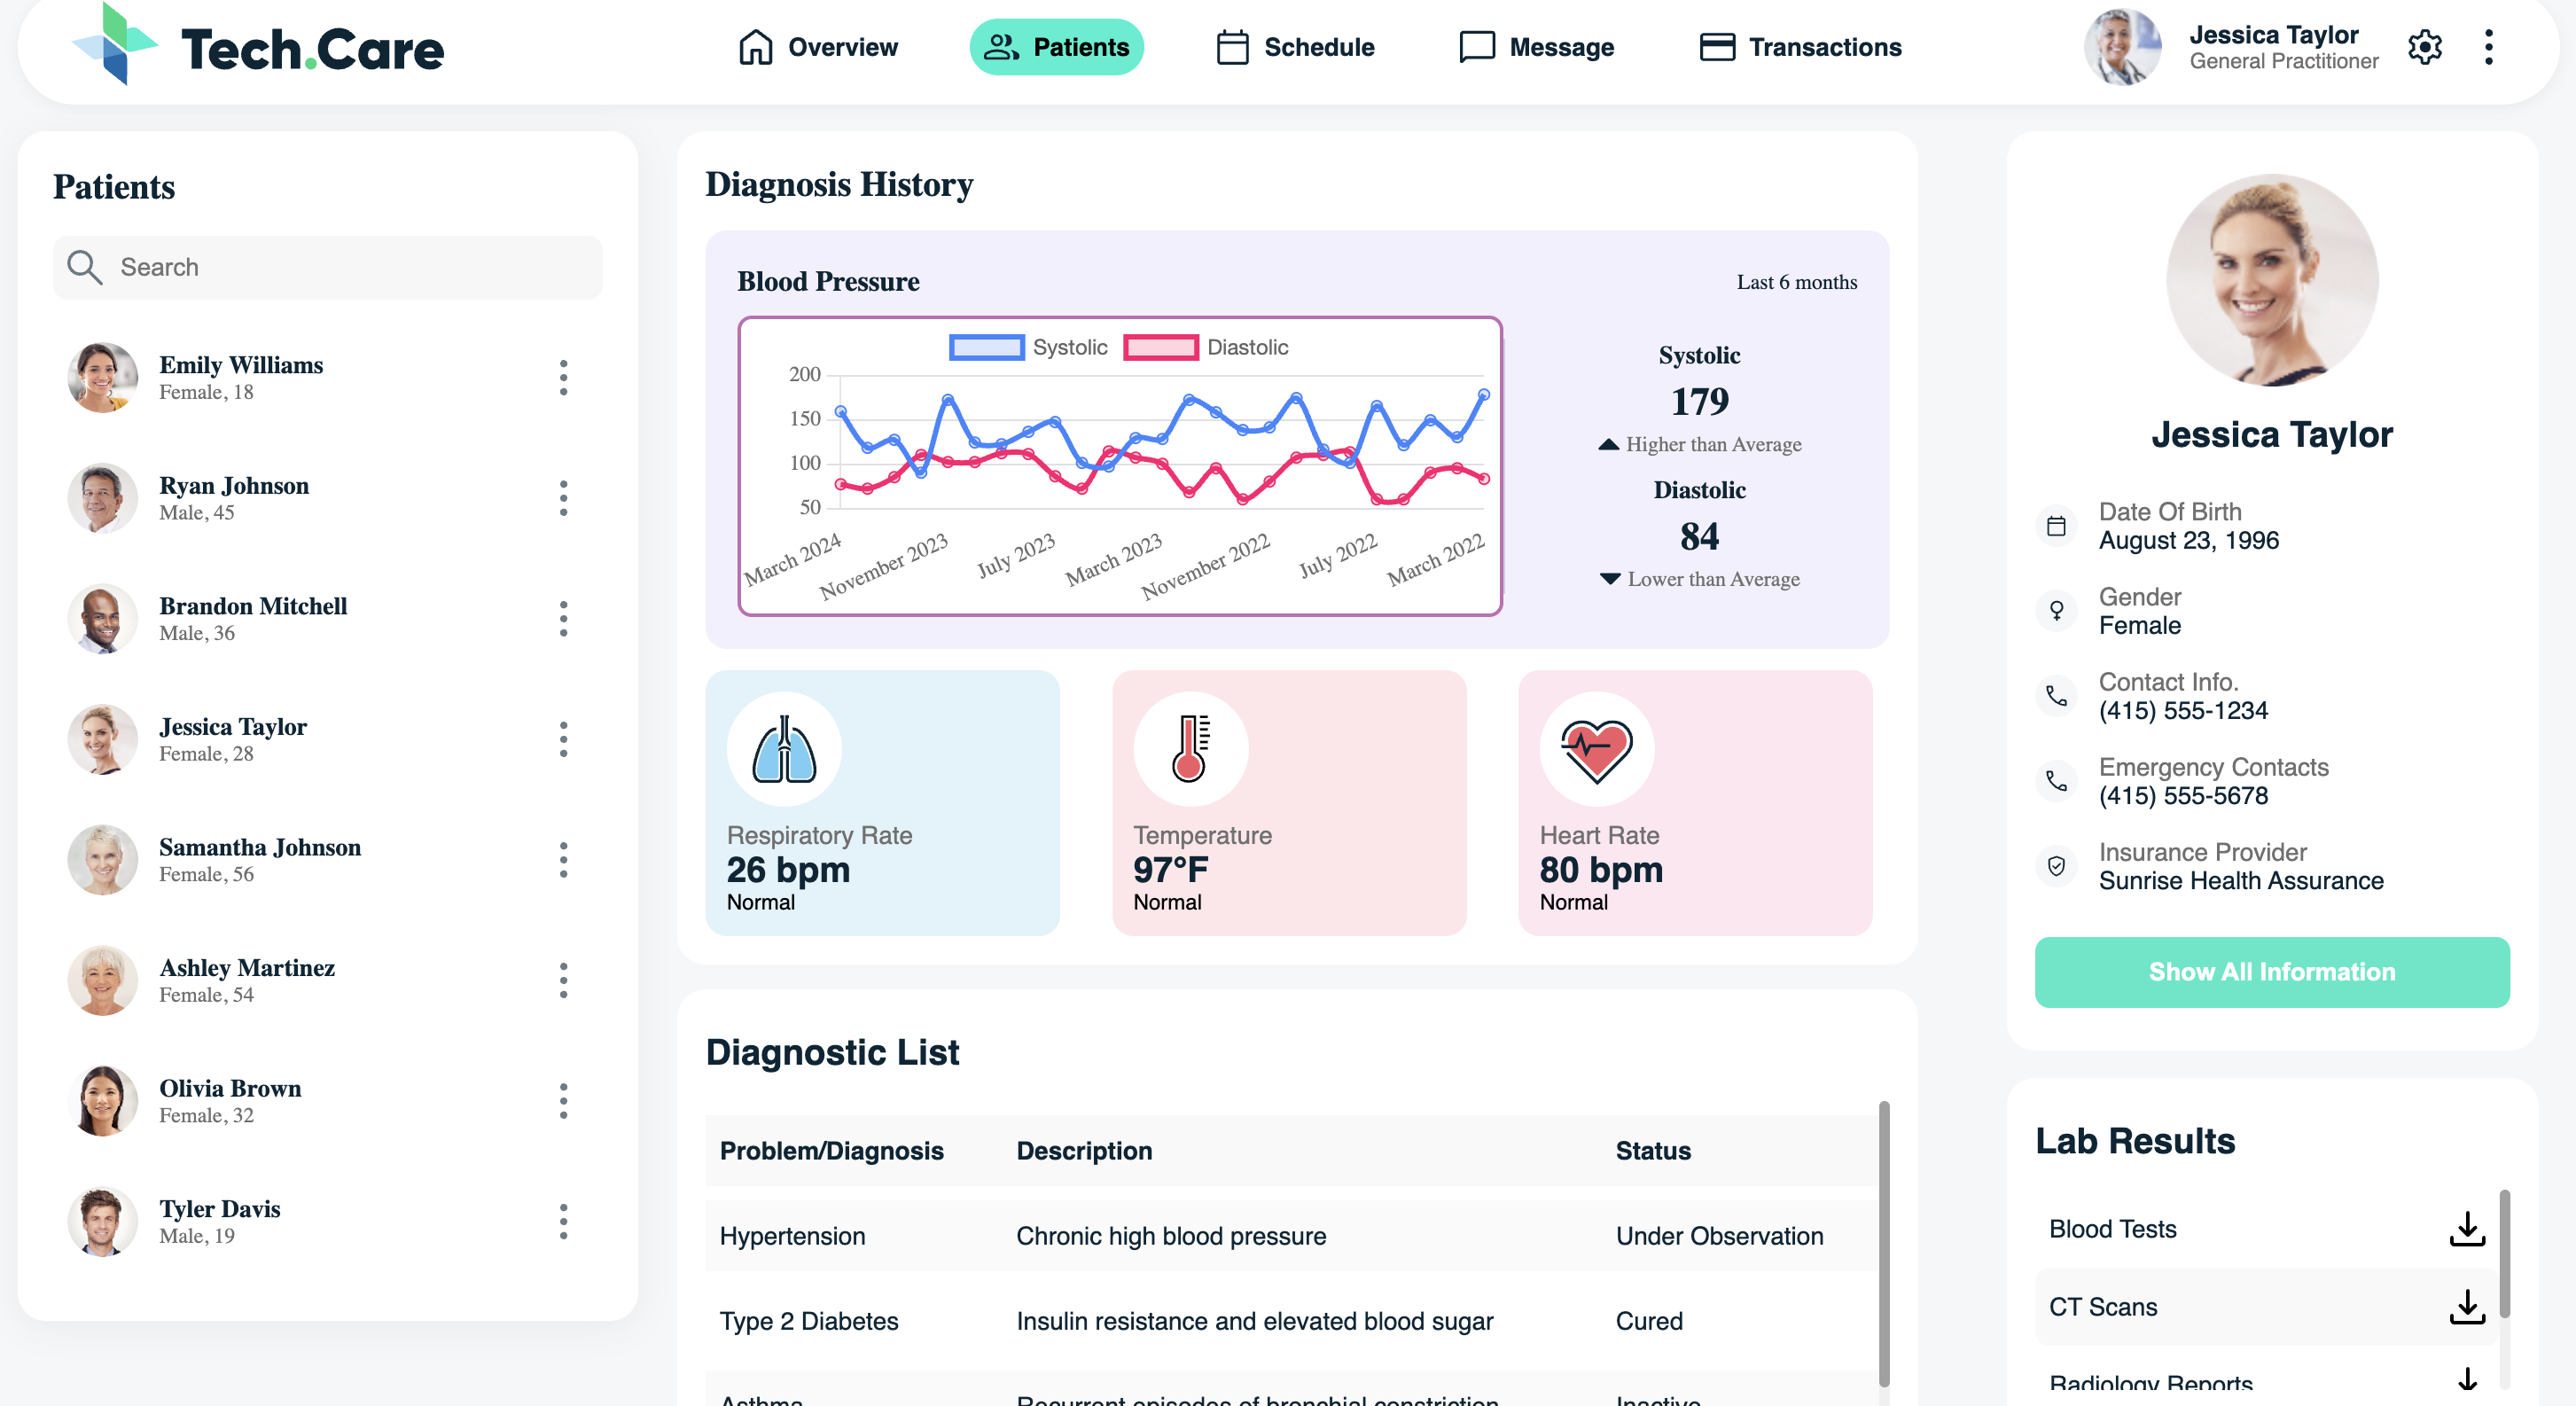 Tech.Care
Overview
Patients
Schedule
Message
Transactions
Jessica Taylor
General Practitioner
Patients
Search
Emily Williams
Female, 18
Ryan Johnson
Male, 45
Brandon Mitchell
Male, 36
Jessica Taylor
Female, 28
Samantha Johnson
Female, 56
Ashley Martinez
Female, 54
Olivia Brown
Female, 32
Tyler Davis
Male, 19
Diagnosis History
Blood Pressure
Last 6 months
Systolic
Diastolic
200
150
100
50
March 2024
November 2023
July 2023
March 2023
November 2022
July 2022
March 2022
Systolic
179
Higher than Average
Diastolic
84
Lower than Average
Respiratory Rate
26 bpm
Normal
Temperature
97°F
Normal
Heart Rate
80 bpm
Normal
Diagnostic List
Problem/Diagnosis Description Status
Hypertension Chronic high blood pressure Under Observation
Type 2 Diabetes Insulin resistance and elevated blood sugar Cured
Asthma Recurrent episodes of bronchial constriction Inactive
Jessica Taylor
Date Of Birth
August 23, 1996
Gender
Female
Contact Info.
(415) 555-1234
Emergency Contacts
(415) 555-5678
Insurance Provider
Sunrise Health Assurance
Show All Information
Lab Results
Blood Tests
CT Scans
Radiology Reports